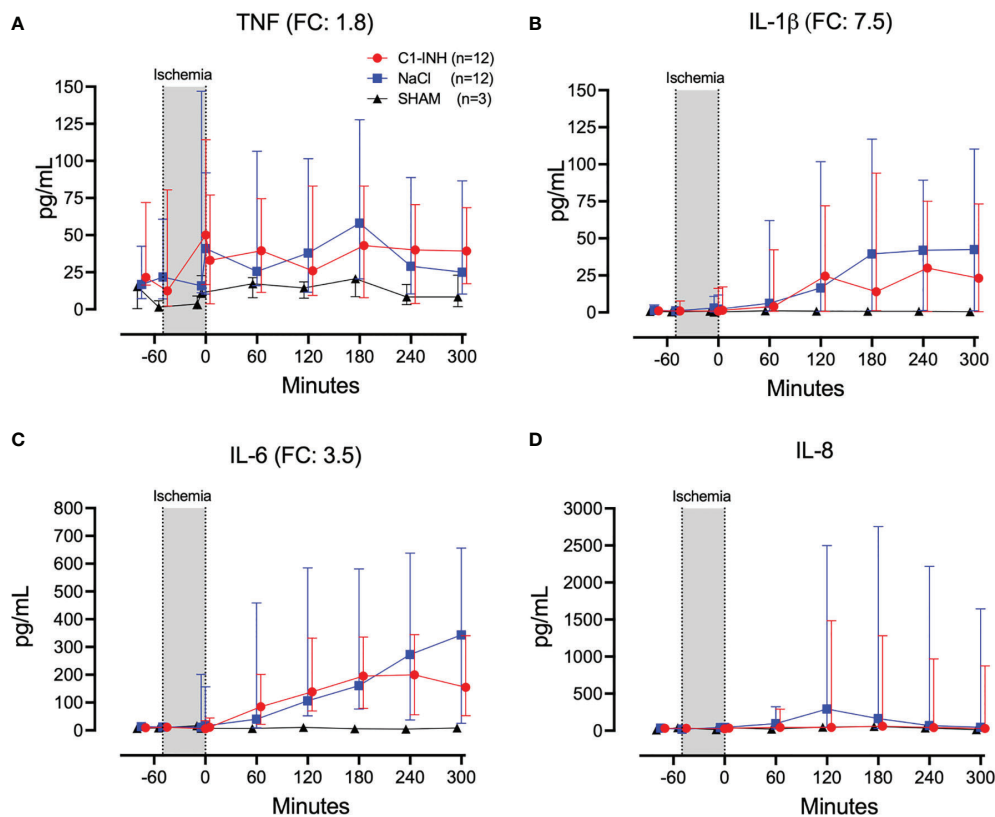 A
TNF (FC: 1.8)
C1-INH (n=12)
NaCl (n=12)
SHAM (n=3)
Ischemia
150
125
100
75
50
25
0
pg/mL
-60 0 60 120 180 240 300
Minutes
B
IL-1β (FC: 7.5)
Ischemia
150
125
100
75
50
25
0
pg/mL
-60 0 60 120 180 240 300
Minutes
C
IL-6 (FC: 3.5)
Ischemia
800
700
600
500
400
300
200
100
0
pg/mL
-60 0 60 120 180 240 300
Minutes
D
IL-8
Ischemia
3000
2500
2000
1500
1000
500
0
pg/mL
-60 0 60 120 180 240 300
Minutes